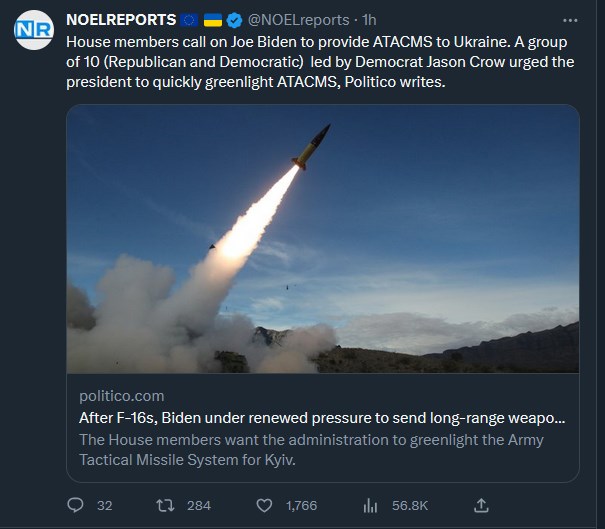 NR
NOELREPORTS 🇪🇺 🇺🇦 @NOELreports · 1h
House members call on Joe Biden to provide ATACMS to Ukraine. A group
of 10 (Republican and Democratic)  led by Democrat Jason Crow urged the
president to quickly greenlight ATACMS, Politico writes.
politico.com
After F-16s, Biden under renewed pressure to send long-range weapo...
The House members want the administration to greenlight the Army
Tactical Missile System for Kyiv.
32 284 1,766 56.8K